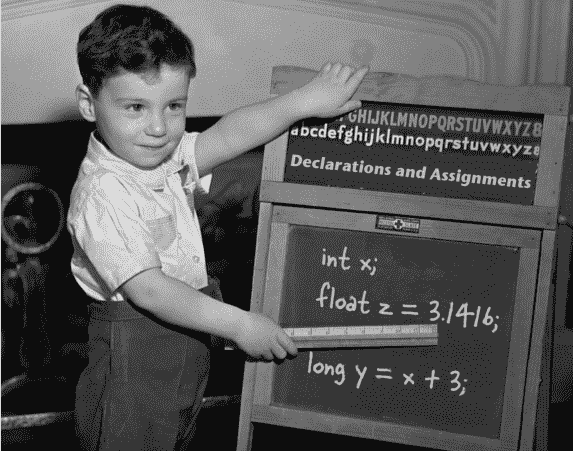 GHIJKLMNOPQRSTUVWXYZ&
abcdefghijklmnopqrstuvwxyz&
Declarations and Assignments
int x;
float z = 3.1416;
long y = x + 3;